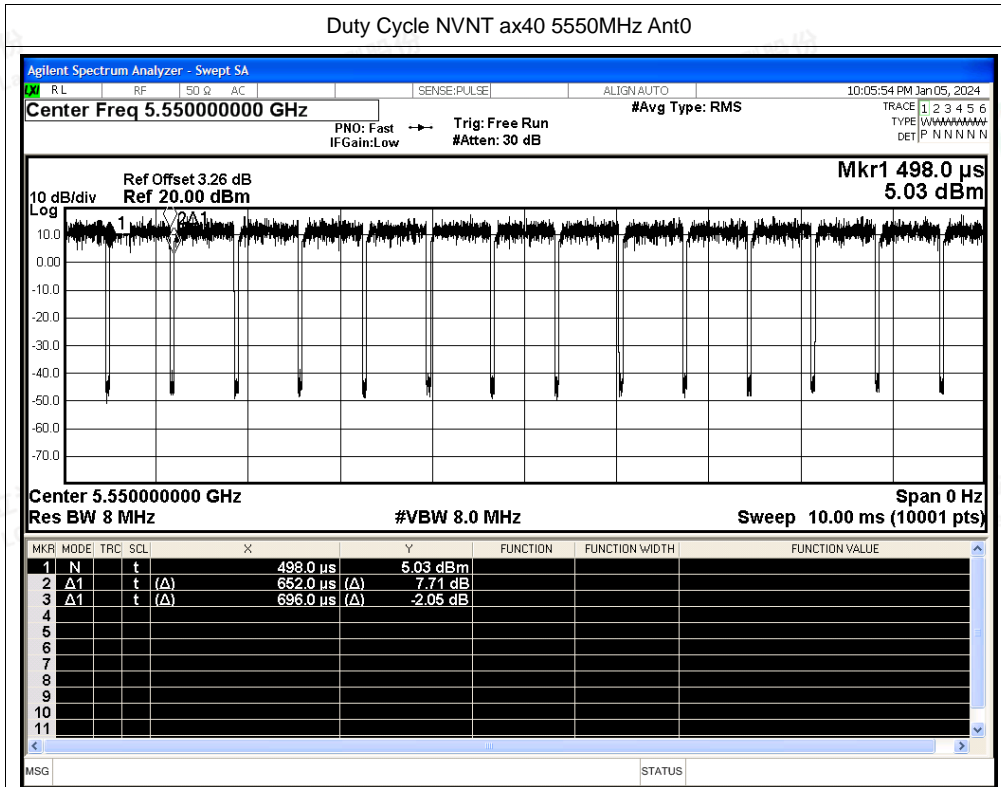 Duty Cycle NVNT ax40 5550MHz Ant0
Agilent Spectrum Analyzer - Swept SA
LXI RL RF 50 Ω AC SENSE:PULSE ALIGN AUTO 10:05:54 PM Jan 05, 2024
Center Freq 5.550000000 GHz #Avg Type: RMS TRACE 1 2 3 4 5 6
PNO: Fast Trig: Free Run TYPE WWWWWW
IFGain:Low #Atten: 30 dB DET P N N N N N
Mkr1 498.0 µs
Ref Offset 3.26 dB
10 dB/div Ref 20.00 dBm 5.03 dBm
Log
1 2Δ1
10.0
0.00
-10.0
-20.0
-30.0
-40.0
-50.0
-60.0
-70.0
Center 5.550000000 GHz Span 0 Hz
Res BW 8 MHz #VBW 8.0 MHz Sweep 10.00 ms (10001 pts)
MKR MODE TRC SCL X Y FUNCTION FUNCTION WIDTH FUNCTION VALUE
1 N t 498.0 µs 5.03 dBm
2 Δ1 t (Δ) 652.0 µs (Δ) 7.71 dB
3 Δ1 t (Δ) 696.0 µs (Δ) -2.05 dB
4
5
6
7
8
9
10
11
MSG STATUS